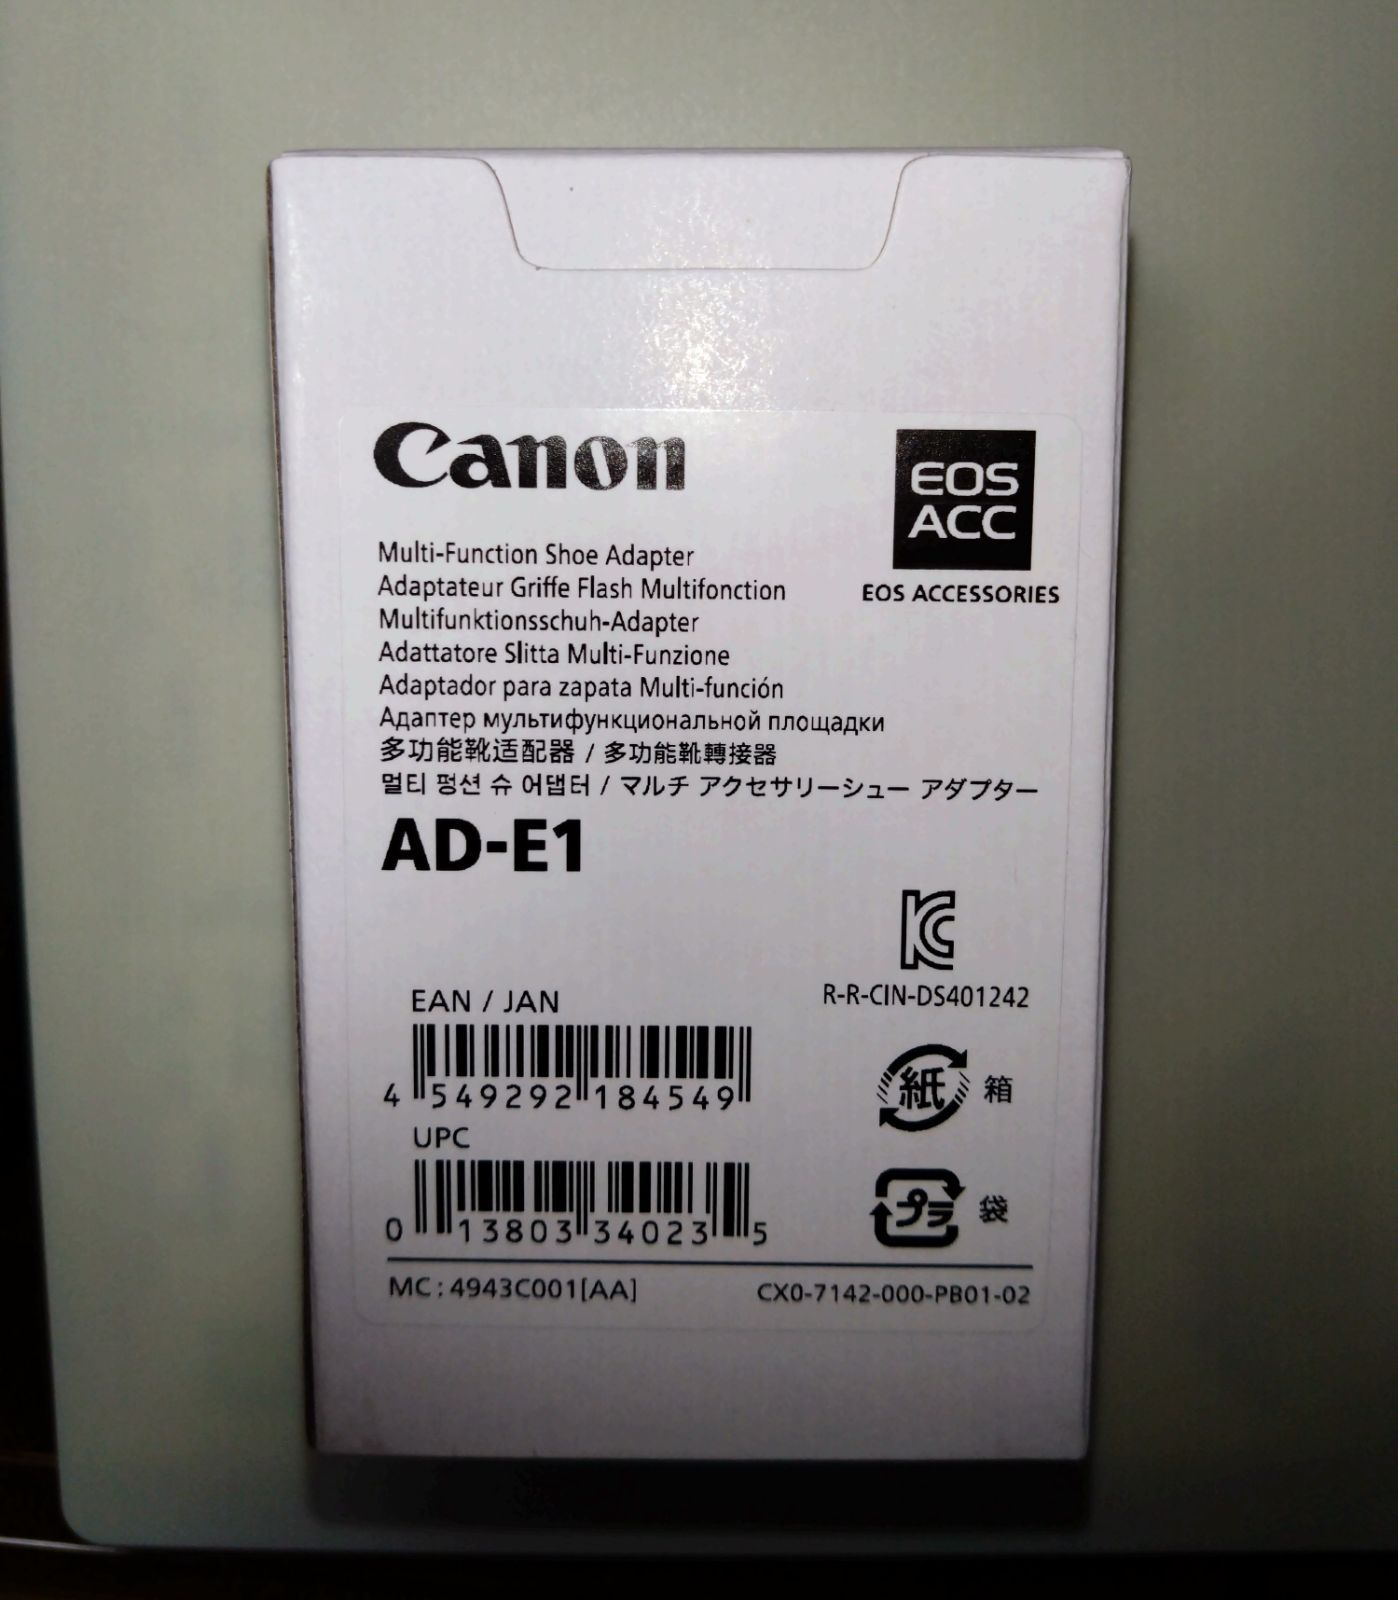 Canon
EOS
ACC
EOS ACCESSORIES
Multi-Function Shoe Adapter
Adaptateur Griffe Flash Multifonction
Multifunktionsschuh-Adapter
Adattatore Slitta Multi-Funzione
Adaptador para zapata Multi-función
Адаптер мультифункциональной площадки
多功能靴适配器 / 多功能靴轉接器
멀티 펑션 슈 어댑터 / マルチ アクセサリーシュー アダプター
AD-E1
R-R-CIN-DS401242
EAN / JAN
4 549292 184549
紙 箱
UPC
0 13803 34023 5
プラ 袋
MC : 4943C001[AA]
CX0-7142-000-PB01-02